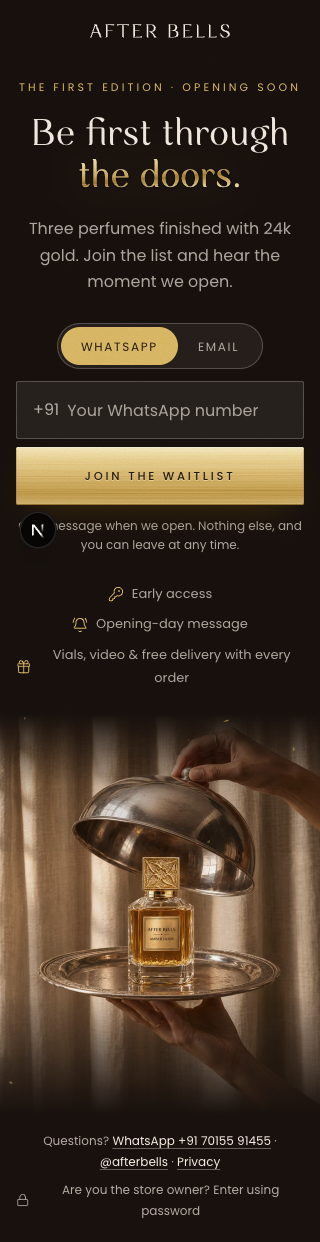 AFTER BELLS
THE FIRST EDITION · OPENING SOON
Be first through
the doors.
Three perfumes finished with 24k
gold. Join the list and hear the
moment we open.
WHATSAPP EMAIL
+91 Your WhatsApp number
JOIN THE WAITLIST
N
message when we open. Nothing else, and
you can leave at any time.
Early access
Opening-day message
Vials, video & free delivery with every
order
AFTER BELLS
Questions? WhatsApp +91 70155 91455 ·
@afterbells · Privacy
Are you the store owner? Enter using
password